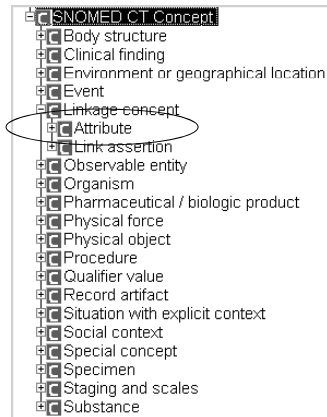 SNOMED CT Concept
C Body structure
C Clinical finding
C Environment or geographical location
C Event
C Linkage concept
C Attribute
C Link assertion
C Observable entity
C Organism
C Pharmaceutical / biologic product
C Physical force
C Physical object
C Procedure
C Qualifier value
C Record artifact
C Situation with explicit context
C Social context
C Special concept
C Specimen
C Staging and scales
C Substance